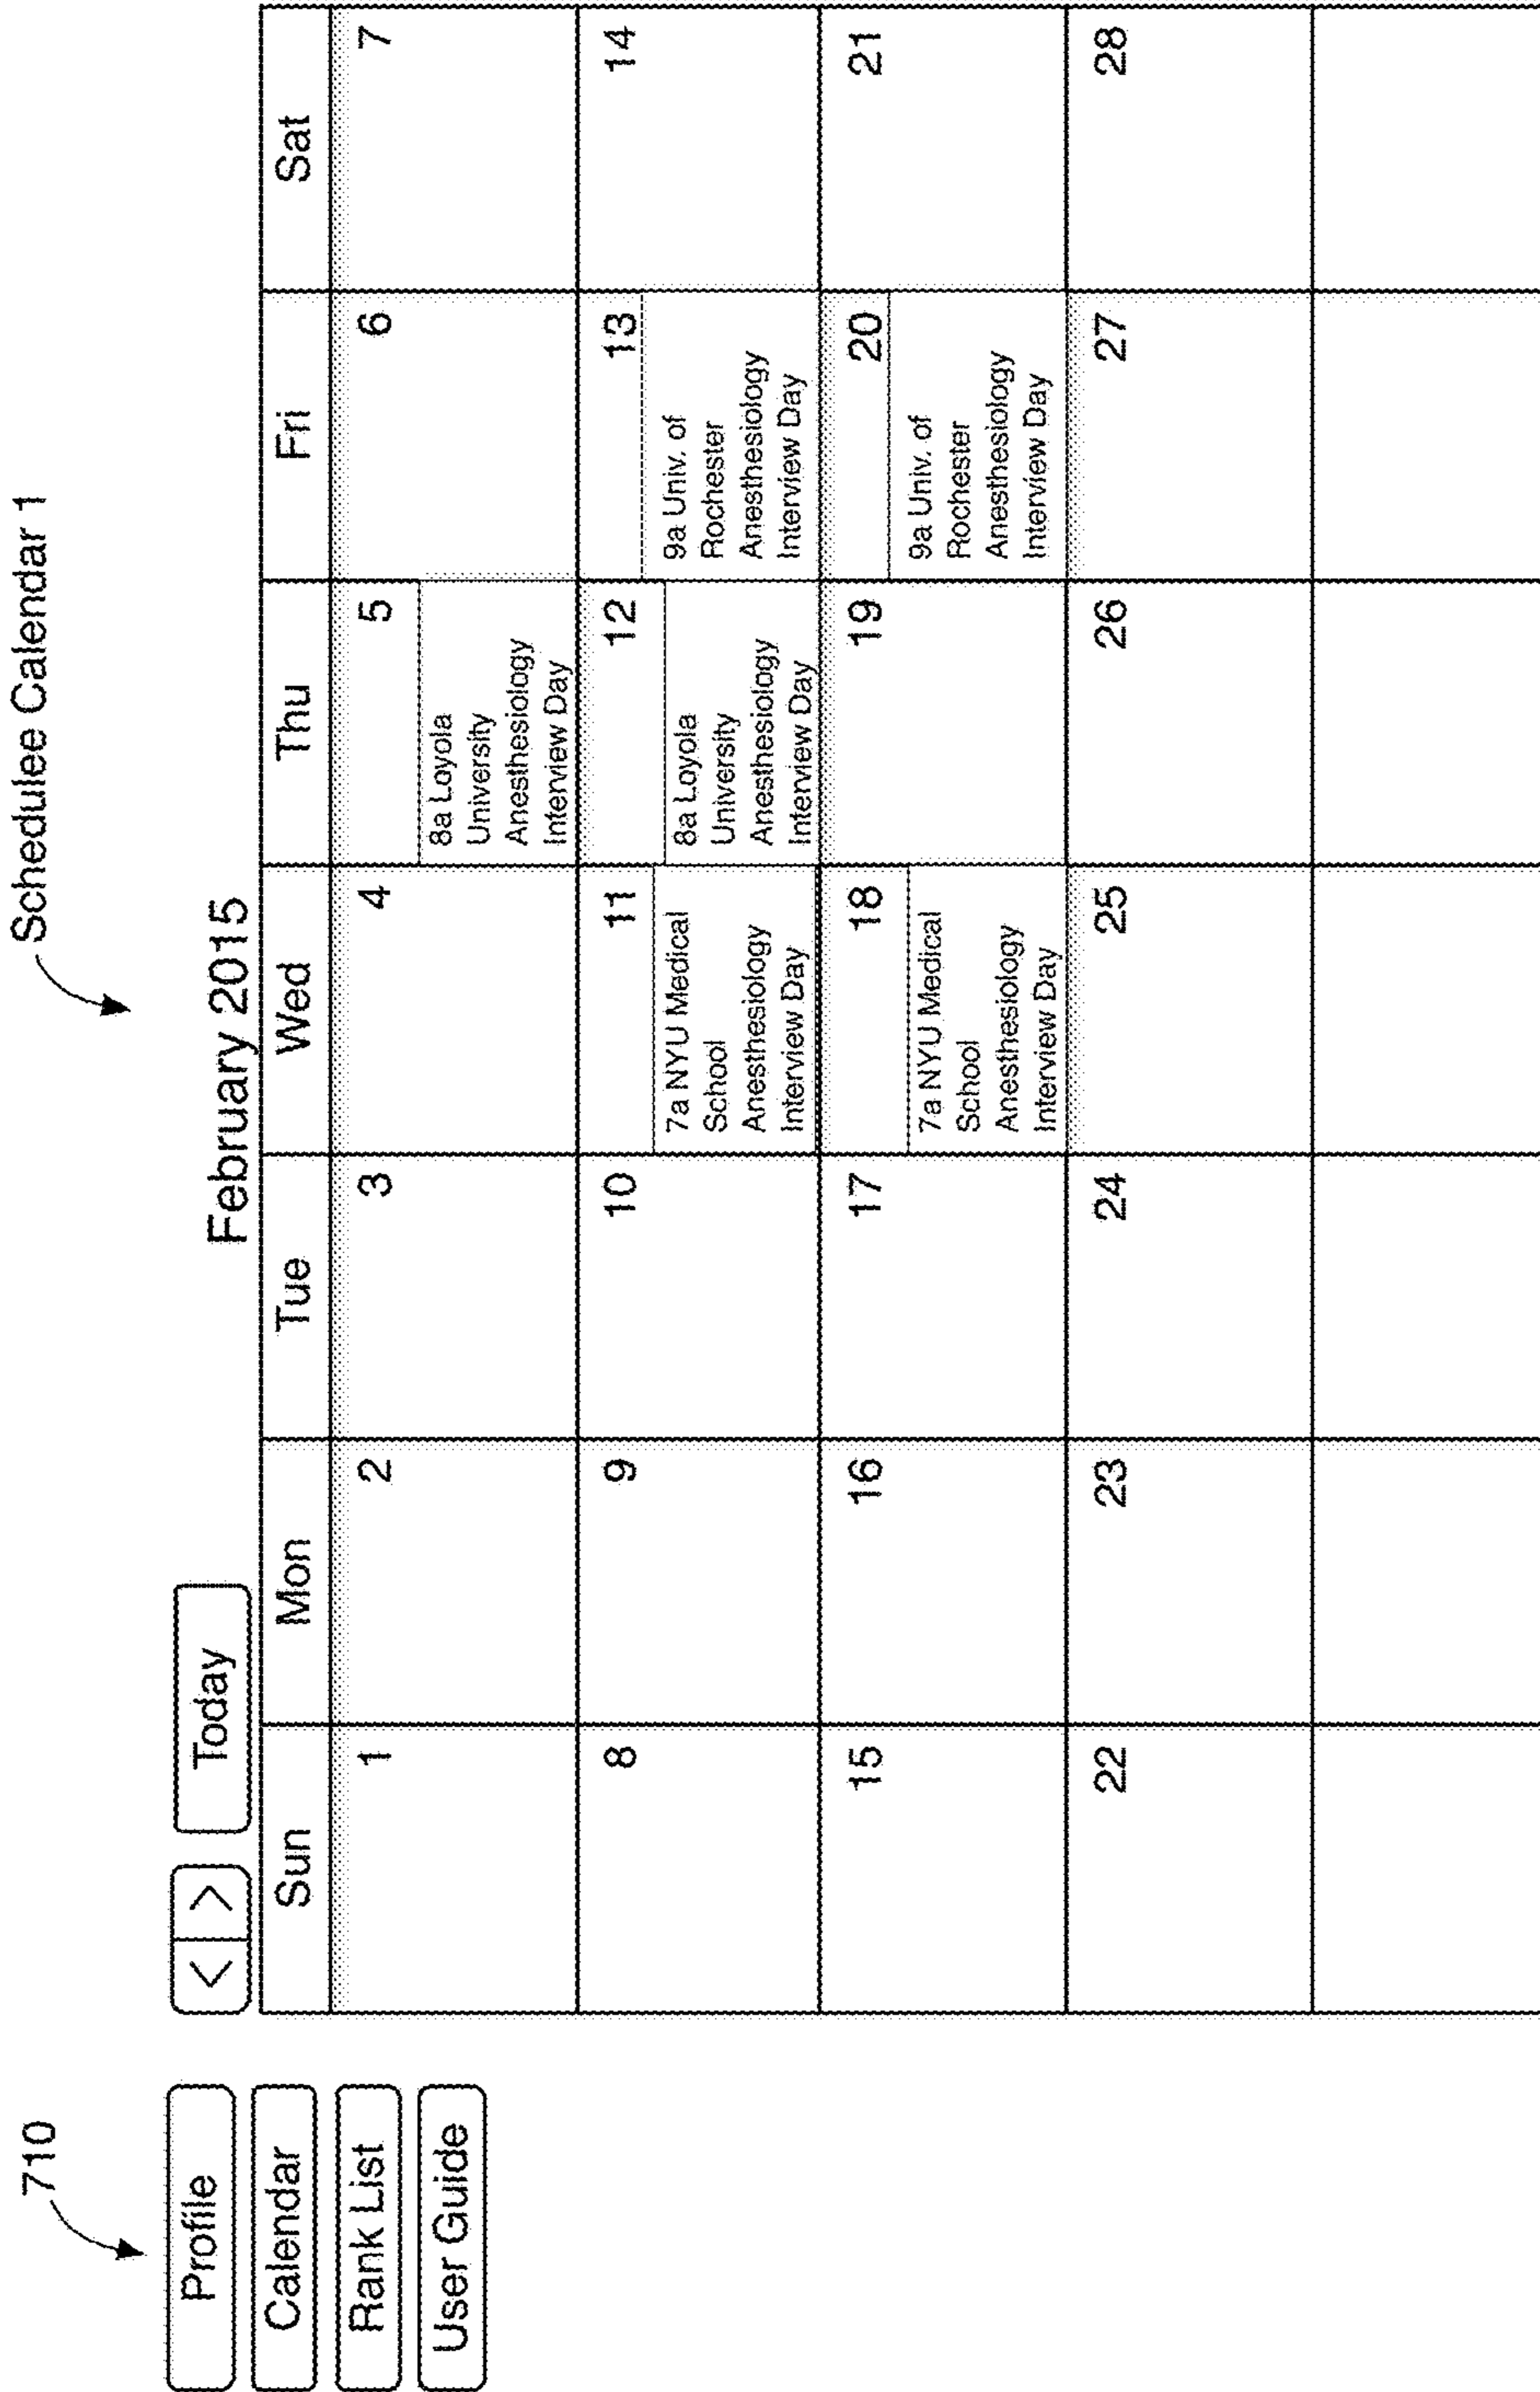 Schedulee Calendar 1
710
Profile
Calendar
Rank List
User Guide
< >
Today
February 2015
Sun Mon Tue Wed Thu Fri Sat
1 2 3 4 5 6 7
8a Loyola
University
Anesthesiology
Interview Day
8 9 10 11 12 13 14
7a NYU Medical
School
Anesthesiology
Interview Day
8a Loyola
University
Anesthesiology
Interview Day
9a Univ. of
Rochester
Anesthesiology
Interview Day
15 16 17 18 19 20 21
7a NYU Medical
School
Anesthesiology
Interview Day
9a Univ. of
Rochester
Anesthesiology
Interview Day
22 23 24 25 26 27 28